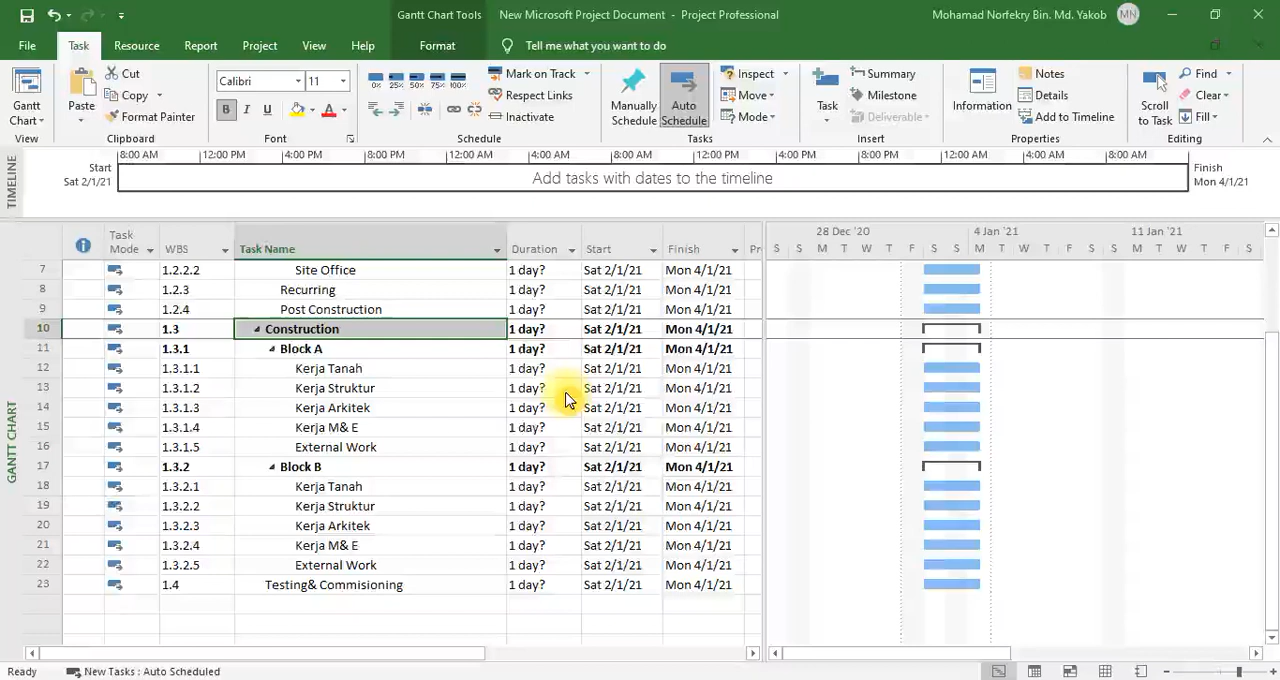 Gantt Chart Tools New Microsoft Project Document - Project Professional Mohamad Norfekry Bin. Md. Yakob MN
File Task Resource Report Project View Help Format Tell me what you want to do
Gantt Chart Paste Cut Copy Format Painter Calibri 11 B I U A
0% 25% 50% 75% 100% Mark on Track Respect Links Inactivate
Manually Schedule Auto Schedule Inspect Move Mode Task Summary Milestone Deliverable
Information Notes Details Add to Timeline Scroll to Task Find Clear Fill
View Clipboard Font Schedule Tasks Insert Properties Editing
TIMELINE
8:00 AM 12:00 PM 4:00 PM 8:00 PM 12:00 AM 4:00 AM 8:00 AM 12:00 PM 4:00 PM 8:00 PM 12:00 AM 4:00 AM 8:00 AM
Start Sat 2/1/21
Add tasks with dates to the timeline
Finish Mon 4/1/21
GANTT CHART
Task Mode WBS Task Name Duration Start Finish Pr
28 Dec '20 4 Jan '21 11 Jan '21
S S M T W T F S S M T W T F S S M T W T F S
7 1.2.2.2 Site Office 1 day? Sat 2/1/21 Mon 4/1/21
8 1.2.3 Recurring 1 day? Sat 2/1/21 Mon 4/1/21
9 1.2.4 Post Construction 1 day? Sat 2/1/21 Mon 4/1/21
10 1.3 Construction 1 day? Sat 2/1/21 Mon 4/1/21
11 1.3.1 Block A 1 day? Sat 2/1/21 Mon 4/1/21
12 1.3.1.1 Kerja Tanah 1 day? Sat 2/1/21 Mon 4/1/21
13 1.3.1.2 Kerja Struktur 1 day? Sat 2/1/21 Mon 4/1/21
14 1.3.1.3 Kerja Arkitek 1 day? Sat 2/1/21 Mon 4/1/21
15 1.3.1.4 Kerja M& E 1 day? Sat 2/1/21 Mon 4/1/21
16 1.3.1.5 External Work 1 day? Sat 2/1/21 Mon 4/1/21
17 1.3.2 Block B 1 day? Sat 2/1/21 Mon 4/1/21
18 1.3.2.1 Kerja Tanah 1 day? Sat 2/1/21 Mon 4/1/21
19 1.3.2.2 Kerja Struktur 1 day? Sat 2/1/21 Mon 4/1/21
20 1.3.2.3 Kerja Arkitek 1 day? Sat 2/1/21 Mon 4/1/21
21 1.3.2.4 Kerja M& E 1 day? Sat 2/1/21 Mon 4/1/21
22 1.3.2.5 External Work 1 day? Sat 2/1/21 Mon 4/1/21
23 1.4 Testing& Commisioning 1 day? Sat 2/1/21 Mon 4/1/21
Ready New Tasks : Auto Scheduled